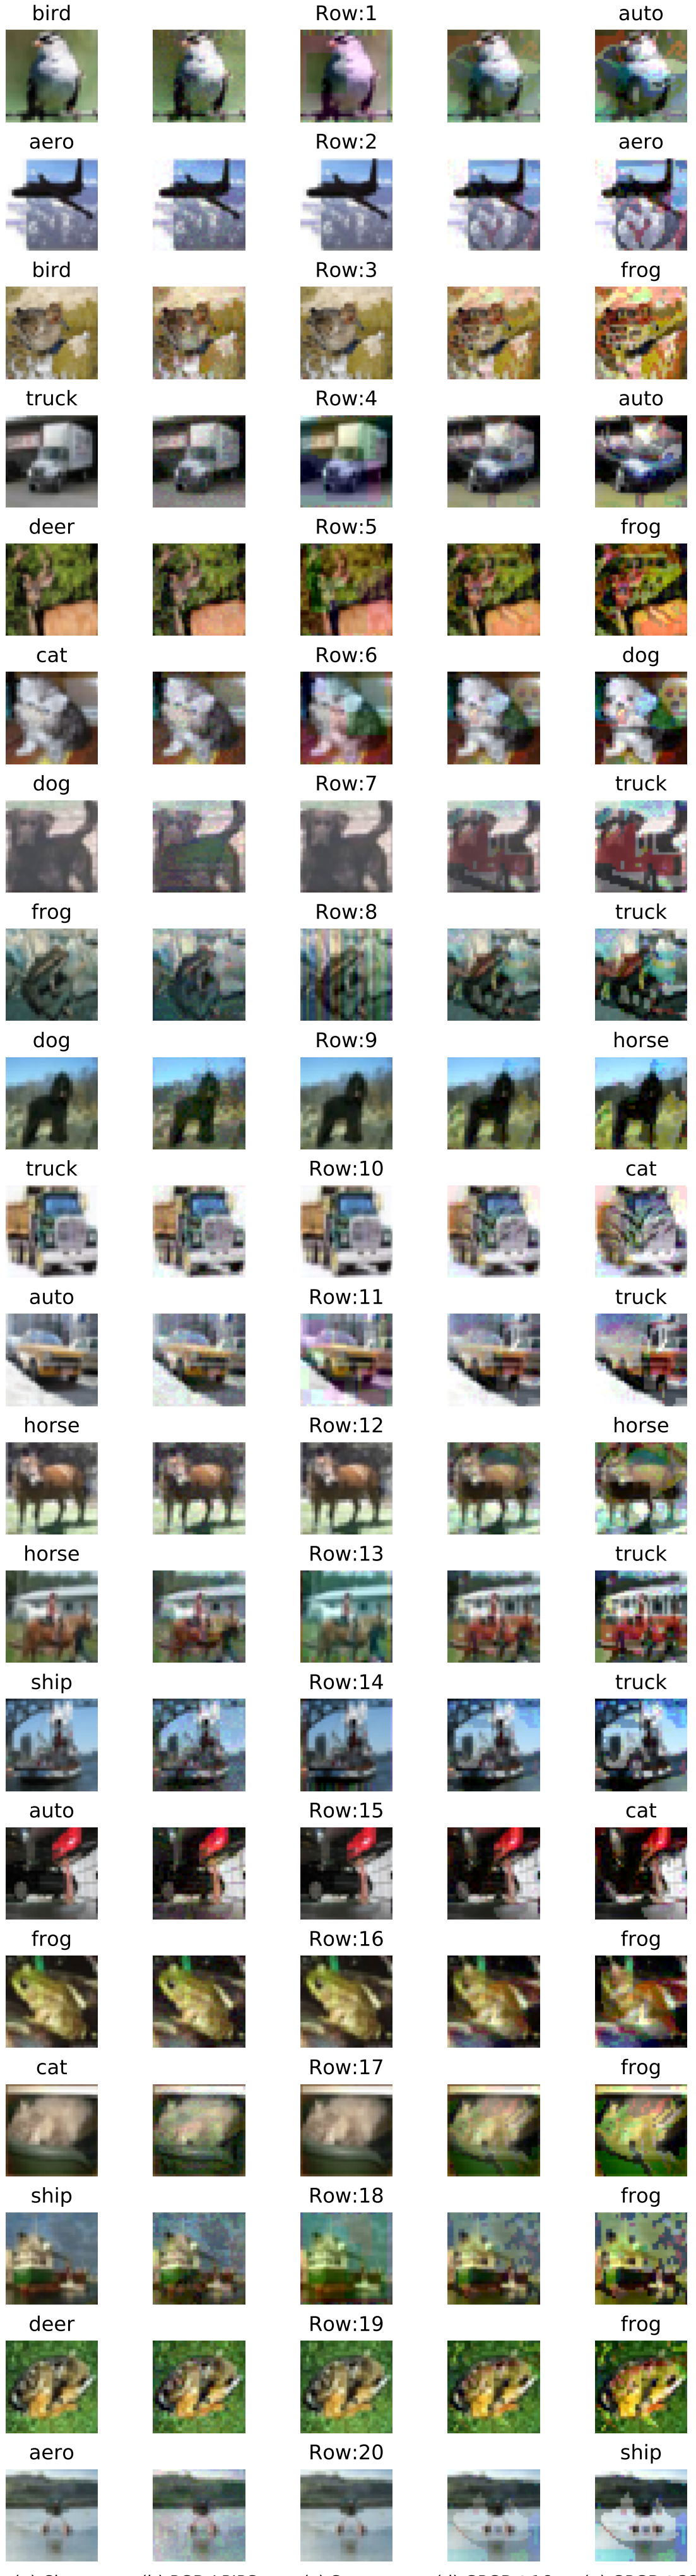 bird Row:1 auto
aero Row:2 aero
bird Row:3 frog
truck Row:4 auto
deer Row:5 frog
cat Row:6 dog
dog Row:7 truck
frog Row:8 truck
dog Row:9 horse
truck Row:10 cat
auto Row:11 truck
horse Row:12 horse
horse Row:13 truck
ship Row:14 truck
auto Row:15 cat
frog Row:16 frog
cat Row:17 frog
ship Row:18 frog
deer Row:19 frog
aero Row:20 ship